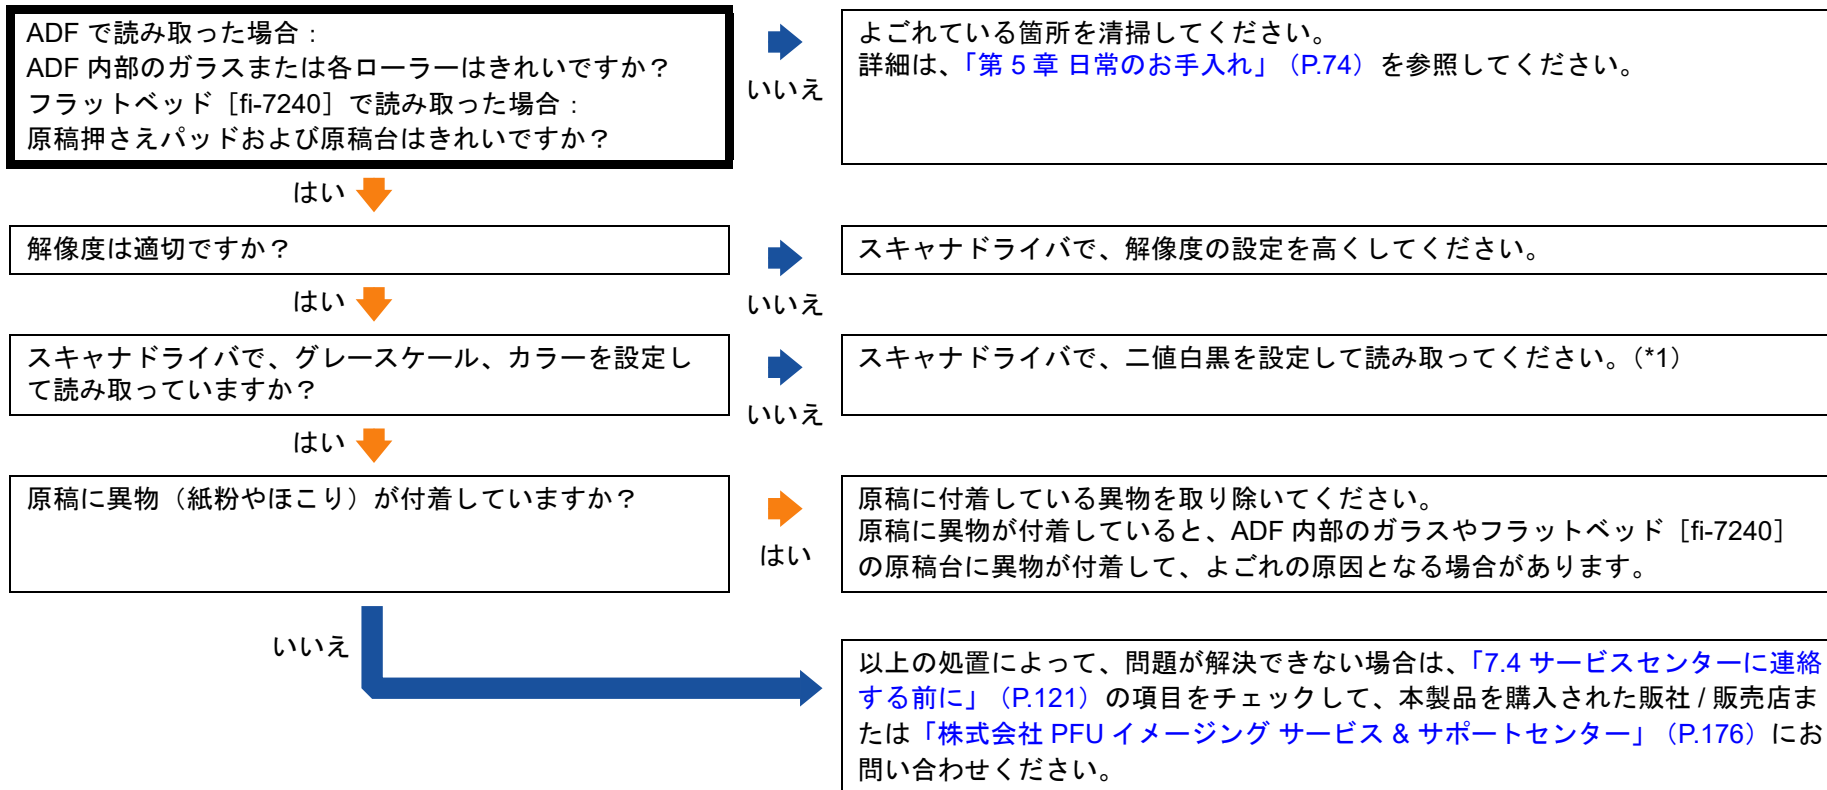 ADF で読み取った場合：
ADF 内部のガラスまたは各ローラーはきれいですか？
フラットベッド［fi-7240］で読み取った場合：
原稿押さえパッドおよび原稿台はきれいですか？
いいえ
よごれている箇所を清掃してください。
詳細は、「第 5 章 日常のお手入れ」（P.74）を参照してください。
はい
解像度は適切ですか？
いいえ
スキャナドライバで、解像度の設定を高くしてください。
はい
スキャナドライバで、グレースケール、カラーを設定し
て読み取っていますか？
いいえ
スキャナドライバで、二値白黒を設定して読み取ってください。（*1）
はい
原稿に異物（紙粉やほこり）が付着していますか？
はい
原稿に付着している異物を取り除いてください。
原稿に異物が付着していると、ADF 内部のガラスやフラットベッド［fi-7240］
の原稿台に異物が付着して、よごれの原因となる場合があります。
いいえ
以上の処置によって、問題が解決できない場合は、「7.4 サービスセンターに連絡
する前に」（P.121）の項目をチェックして、本製品を購入された販社 / 販売店ま
たは「株式会社 PFU イメージング サービス & サポートセンター」（P.176）にお
問い合わせください。